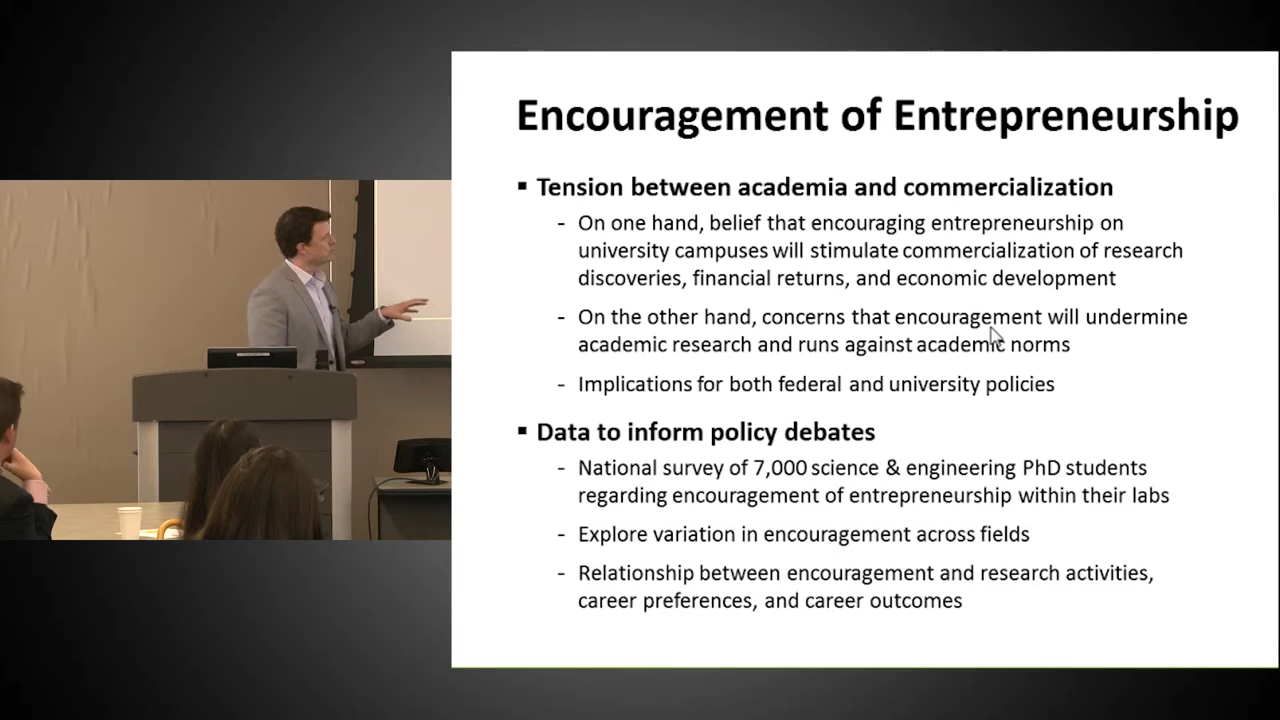 Encouragement of Entrepreneurship
▪ Tension between academia and commercialization
- On one hand, belief that encouraging entrepreneurship on
university campuses will stimulate commercialization of research
discoveries, financial returns, and economic development
- On the other hand, concerns that encouragement will undermine
academic research and runs against academic norms
- Implications for both federal and university policies
▪ Data to inform policy debates
- National survey of 7,000 science & engineering PhD students
regarding encouragement of entrepreneurship within their labs
- Explore variation in encouragement across fields
- Relationship between encouragement and research activities,
career preferences, and career outcomes